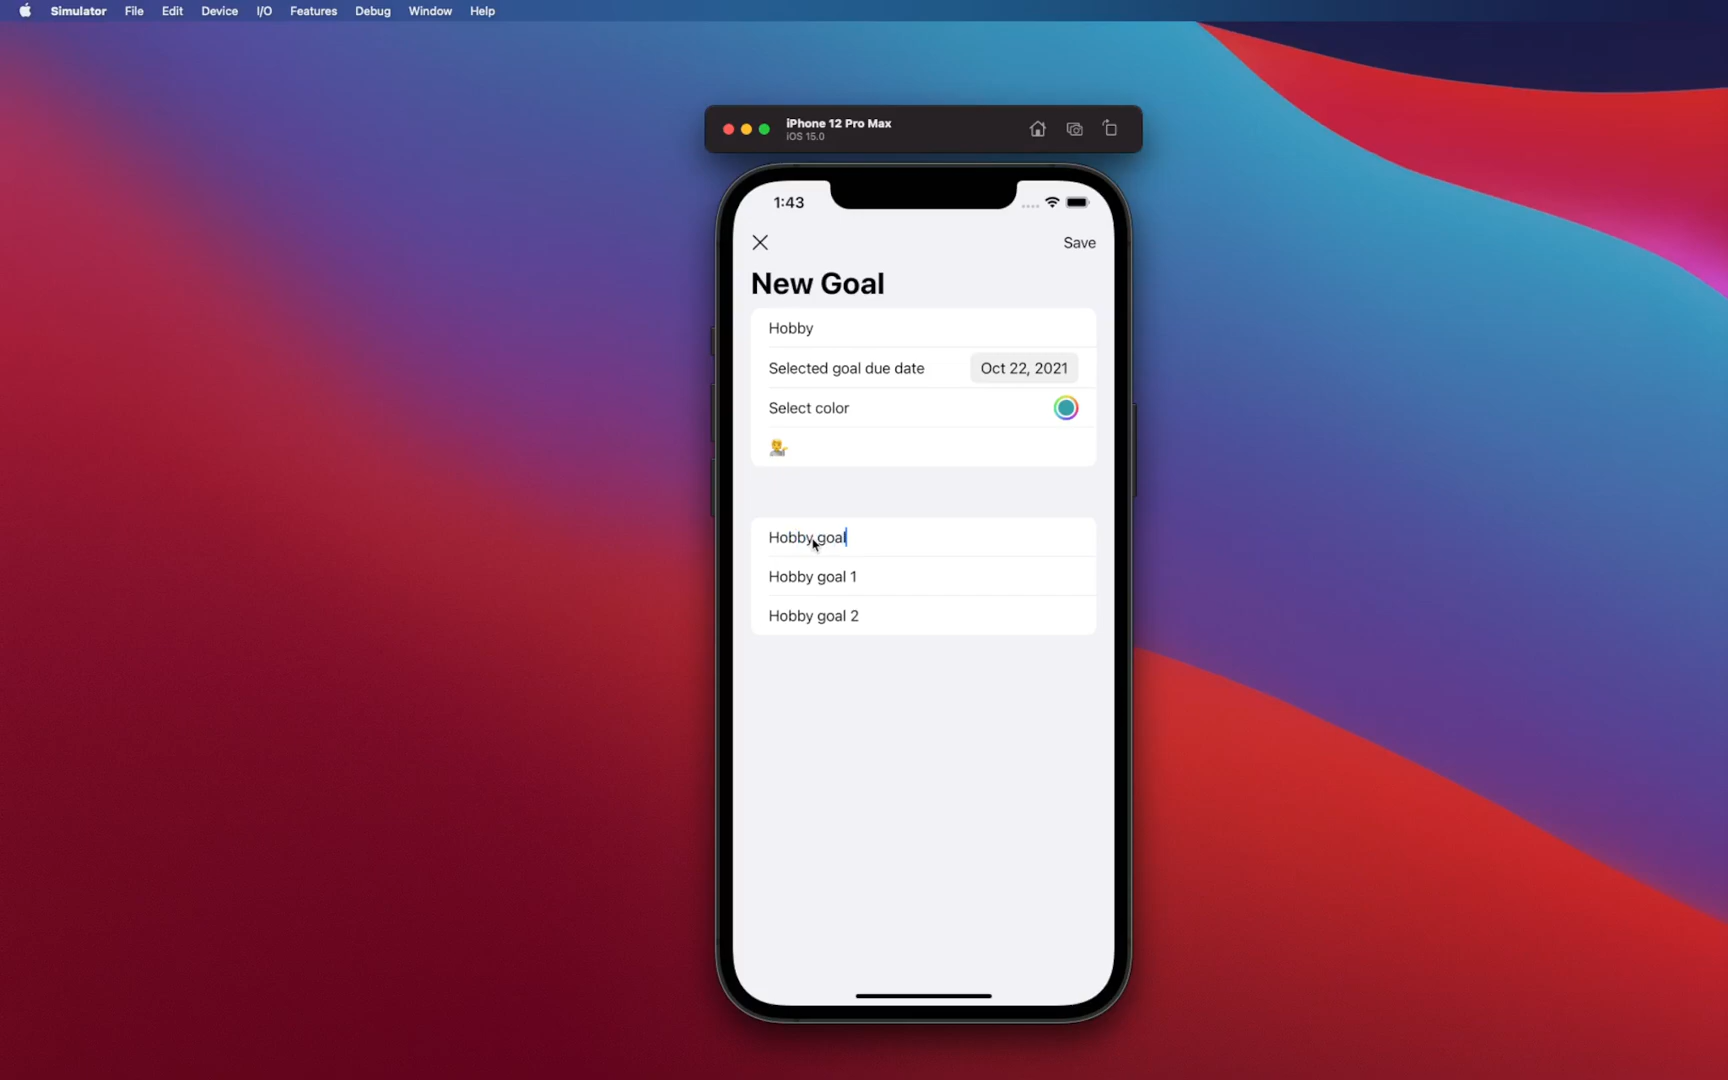 Simulator File Edit Device I/O Features Debug Window Help
iPhone 12 Pro Max
iOS 15.0
1:43
Save
New Goal
Hobby
Selected goal due date Oct 22, 2021
Select color
Hobby goal
Hobby goal 1
Hobby goal 2